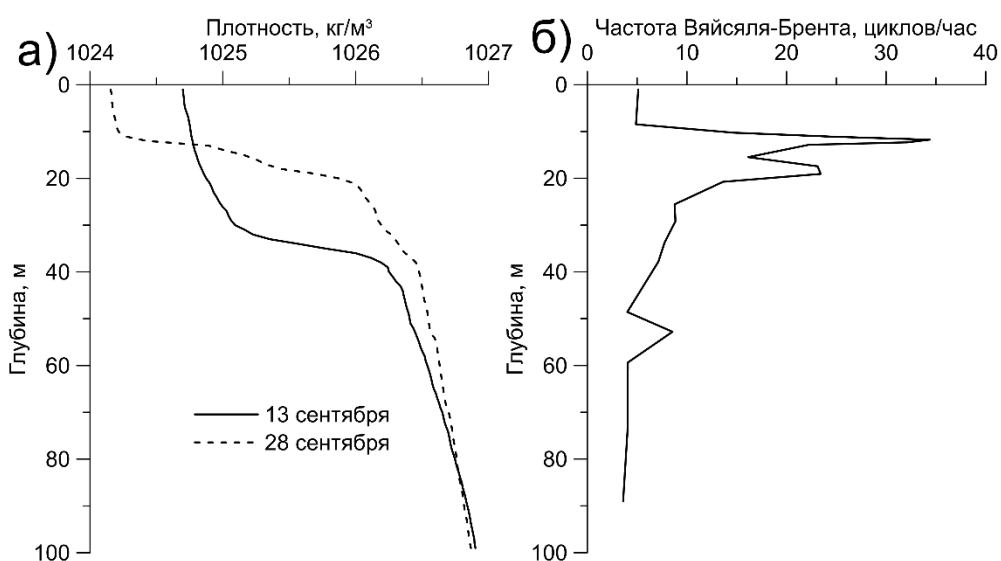 а)
Плотность, кг/м³
1024 1025 1026 1027
0
20
40
60
80
100
Глубина, м
13 сентября
28 сентября
б)
Частота Вяйсяля-Брента, циклов/час
0 10 20 30 40
0
20
40
60
80
100
Глубина, м